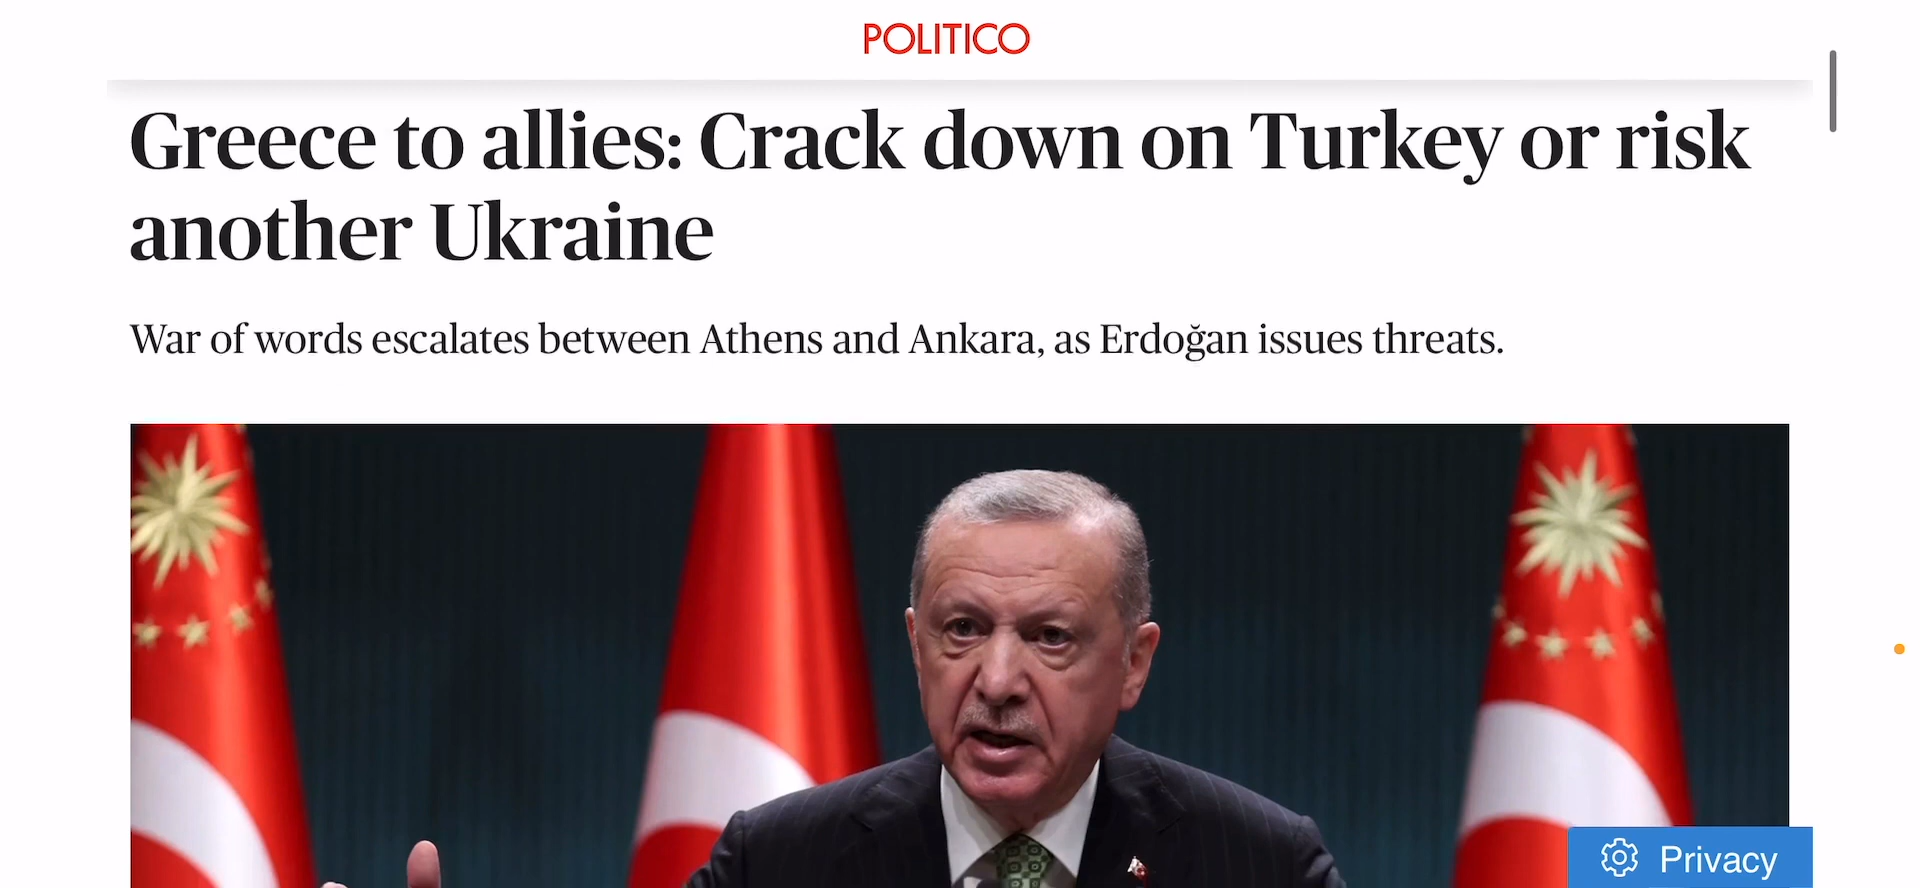 POLITICO
Greece to allies: Crack down on Turkey or risk
another Ukraine
War of words escalates between Athens and Ankara, as Erdoğan issues threats.
Privacy